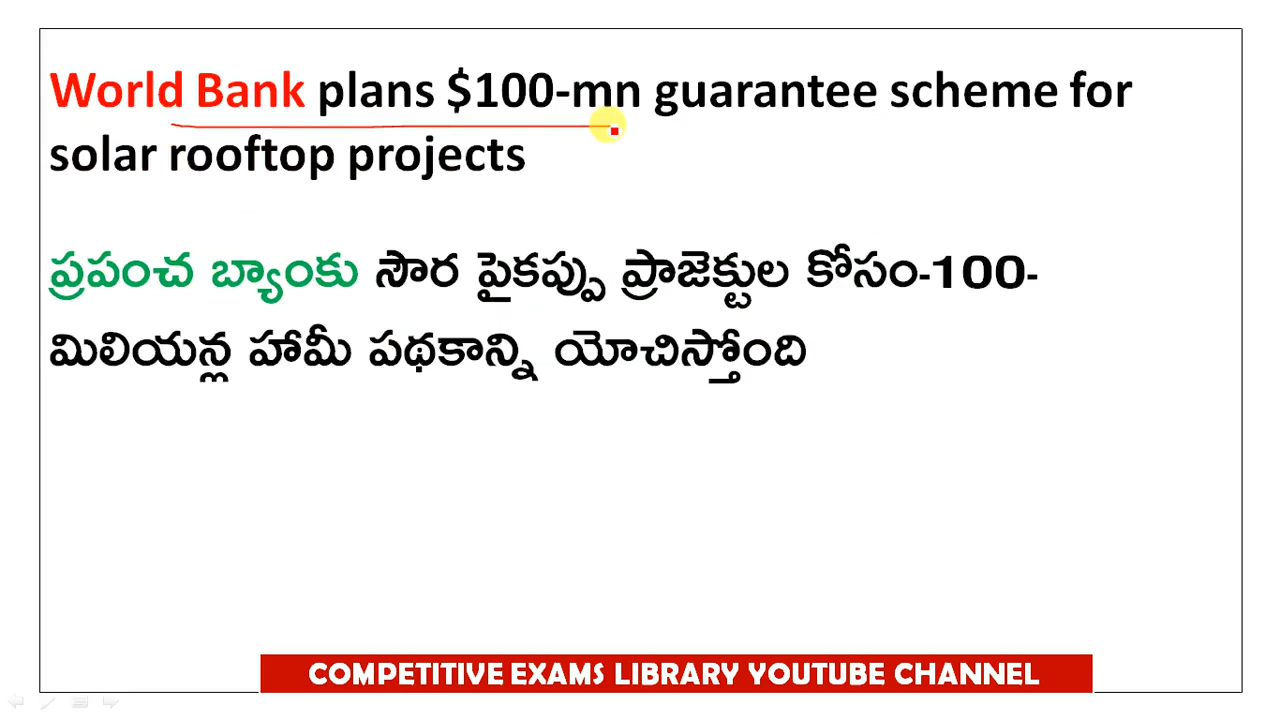 World Bank plans $100-mn guarantee scheme for
solar rooftop projects
ప్రపంచ బ్యాంకు సౌర పైకప్పు ప్రాజెక్టుల కోసం-100-
మిలియన్ల హామీ పథకాన్ని యోచిస్తోంది
COMPETITIVE EXAMS LIBRARY YOUTUBE CHANNEL